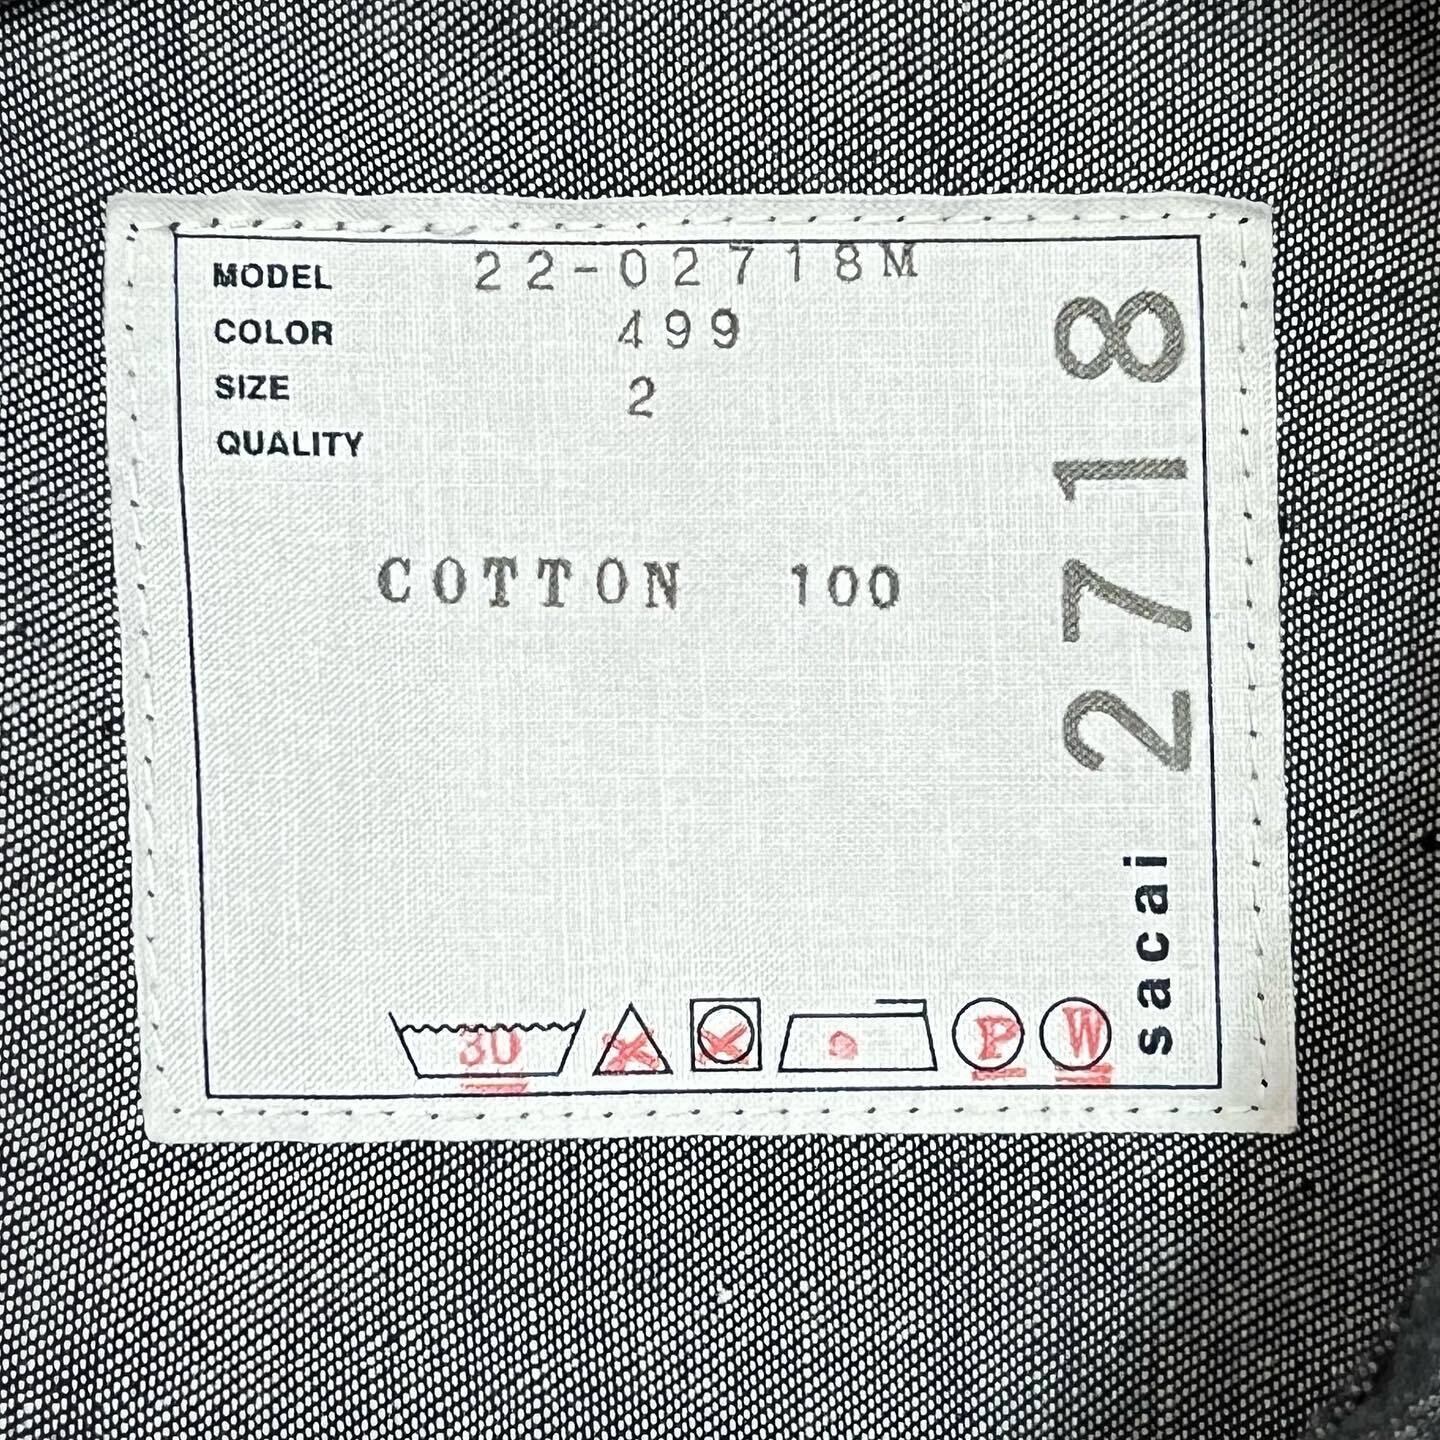 MODEL 22-02718M
COLOR 499
SIZE 2
QUALITY
COTTON 100
2718
sacai
30
P
W